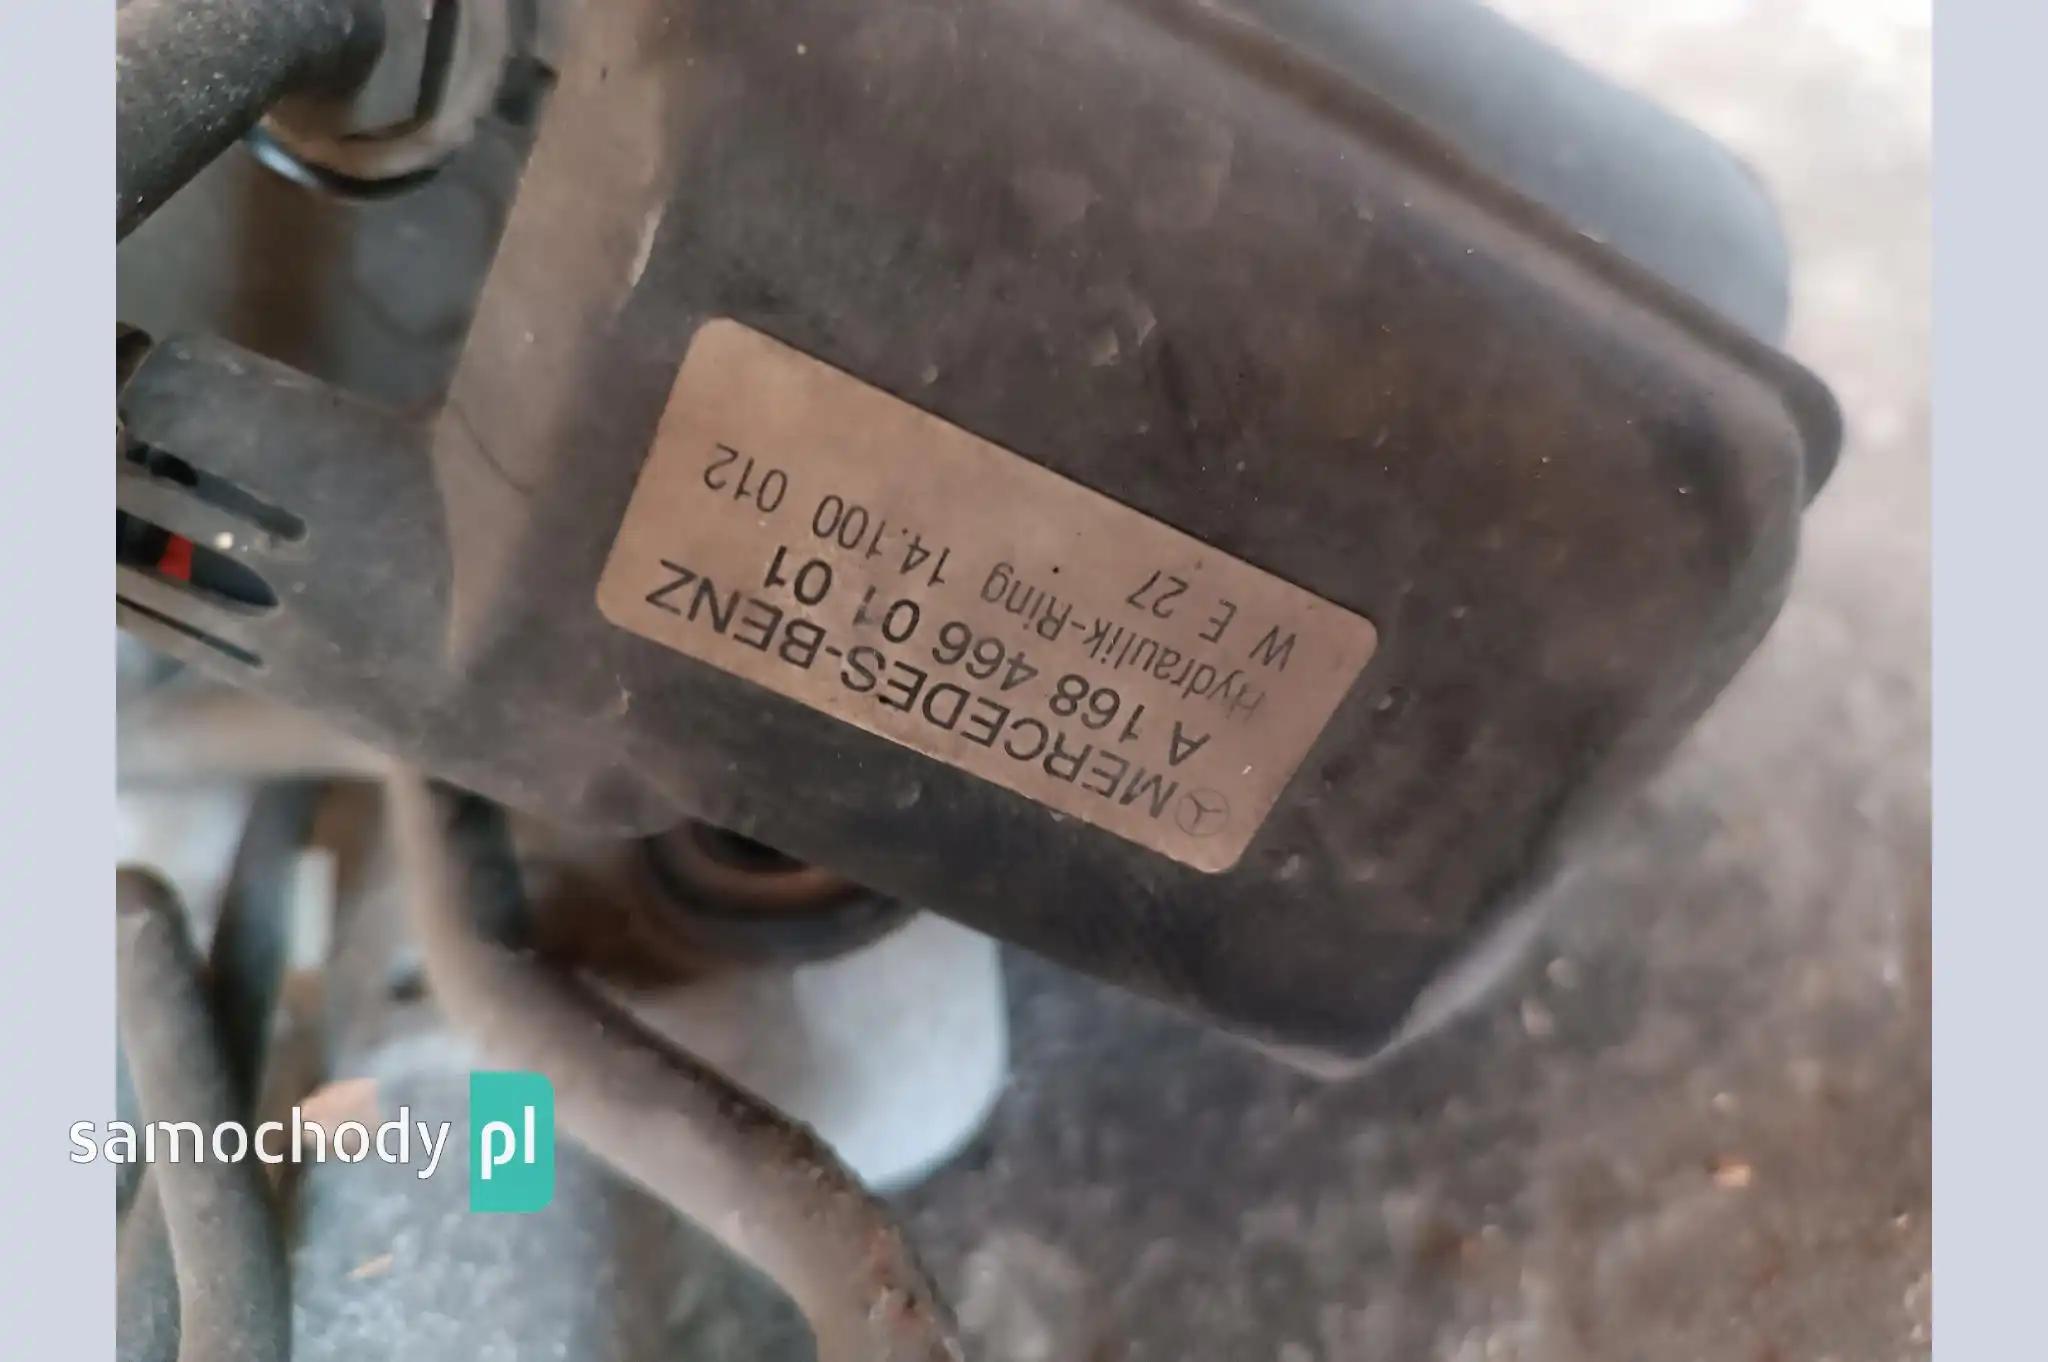 MERCEDES-BENZ
A 168 466 01 01
Hydraulik-Ring 14.100 012
W E 27
samochody pl